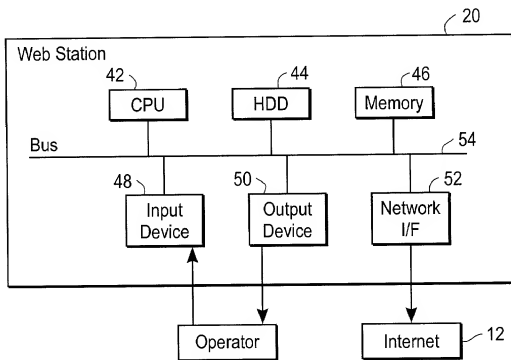 20
Web Station
42
44
46
CPU
HDD
Memory
Bus
54
48
50
52
Input
Device
Output
Device
Network
I/F
Operator
Internet
12